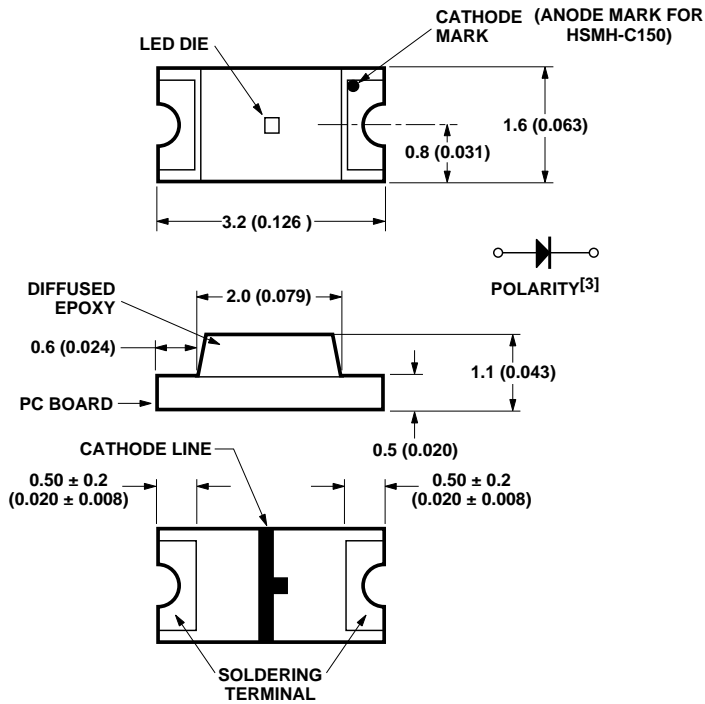 CATHODE MARK
(ANODE MARK FOR HSMH-C150)
LED DIE
1.6 (0.063)
0.8 (0.031)
3.2 (0.126 )
POLARITY[3]
DIFFUSED
EPOXY
2.0 (0.079)
0.6 (0.024)
1.1 (0.043)
PC BOARD
0.5 (0.020)
CATHODE LINE
0.50 ± 0.2
(0.020 ± 0.008)
0.50 ± 0.2
(0.020 ± 0.008)
SOLDERING
TERMINAL